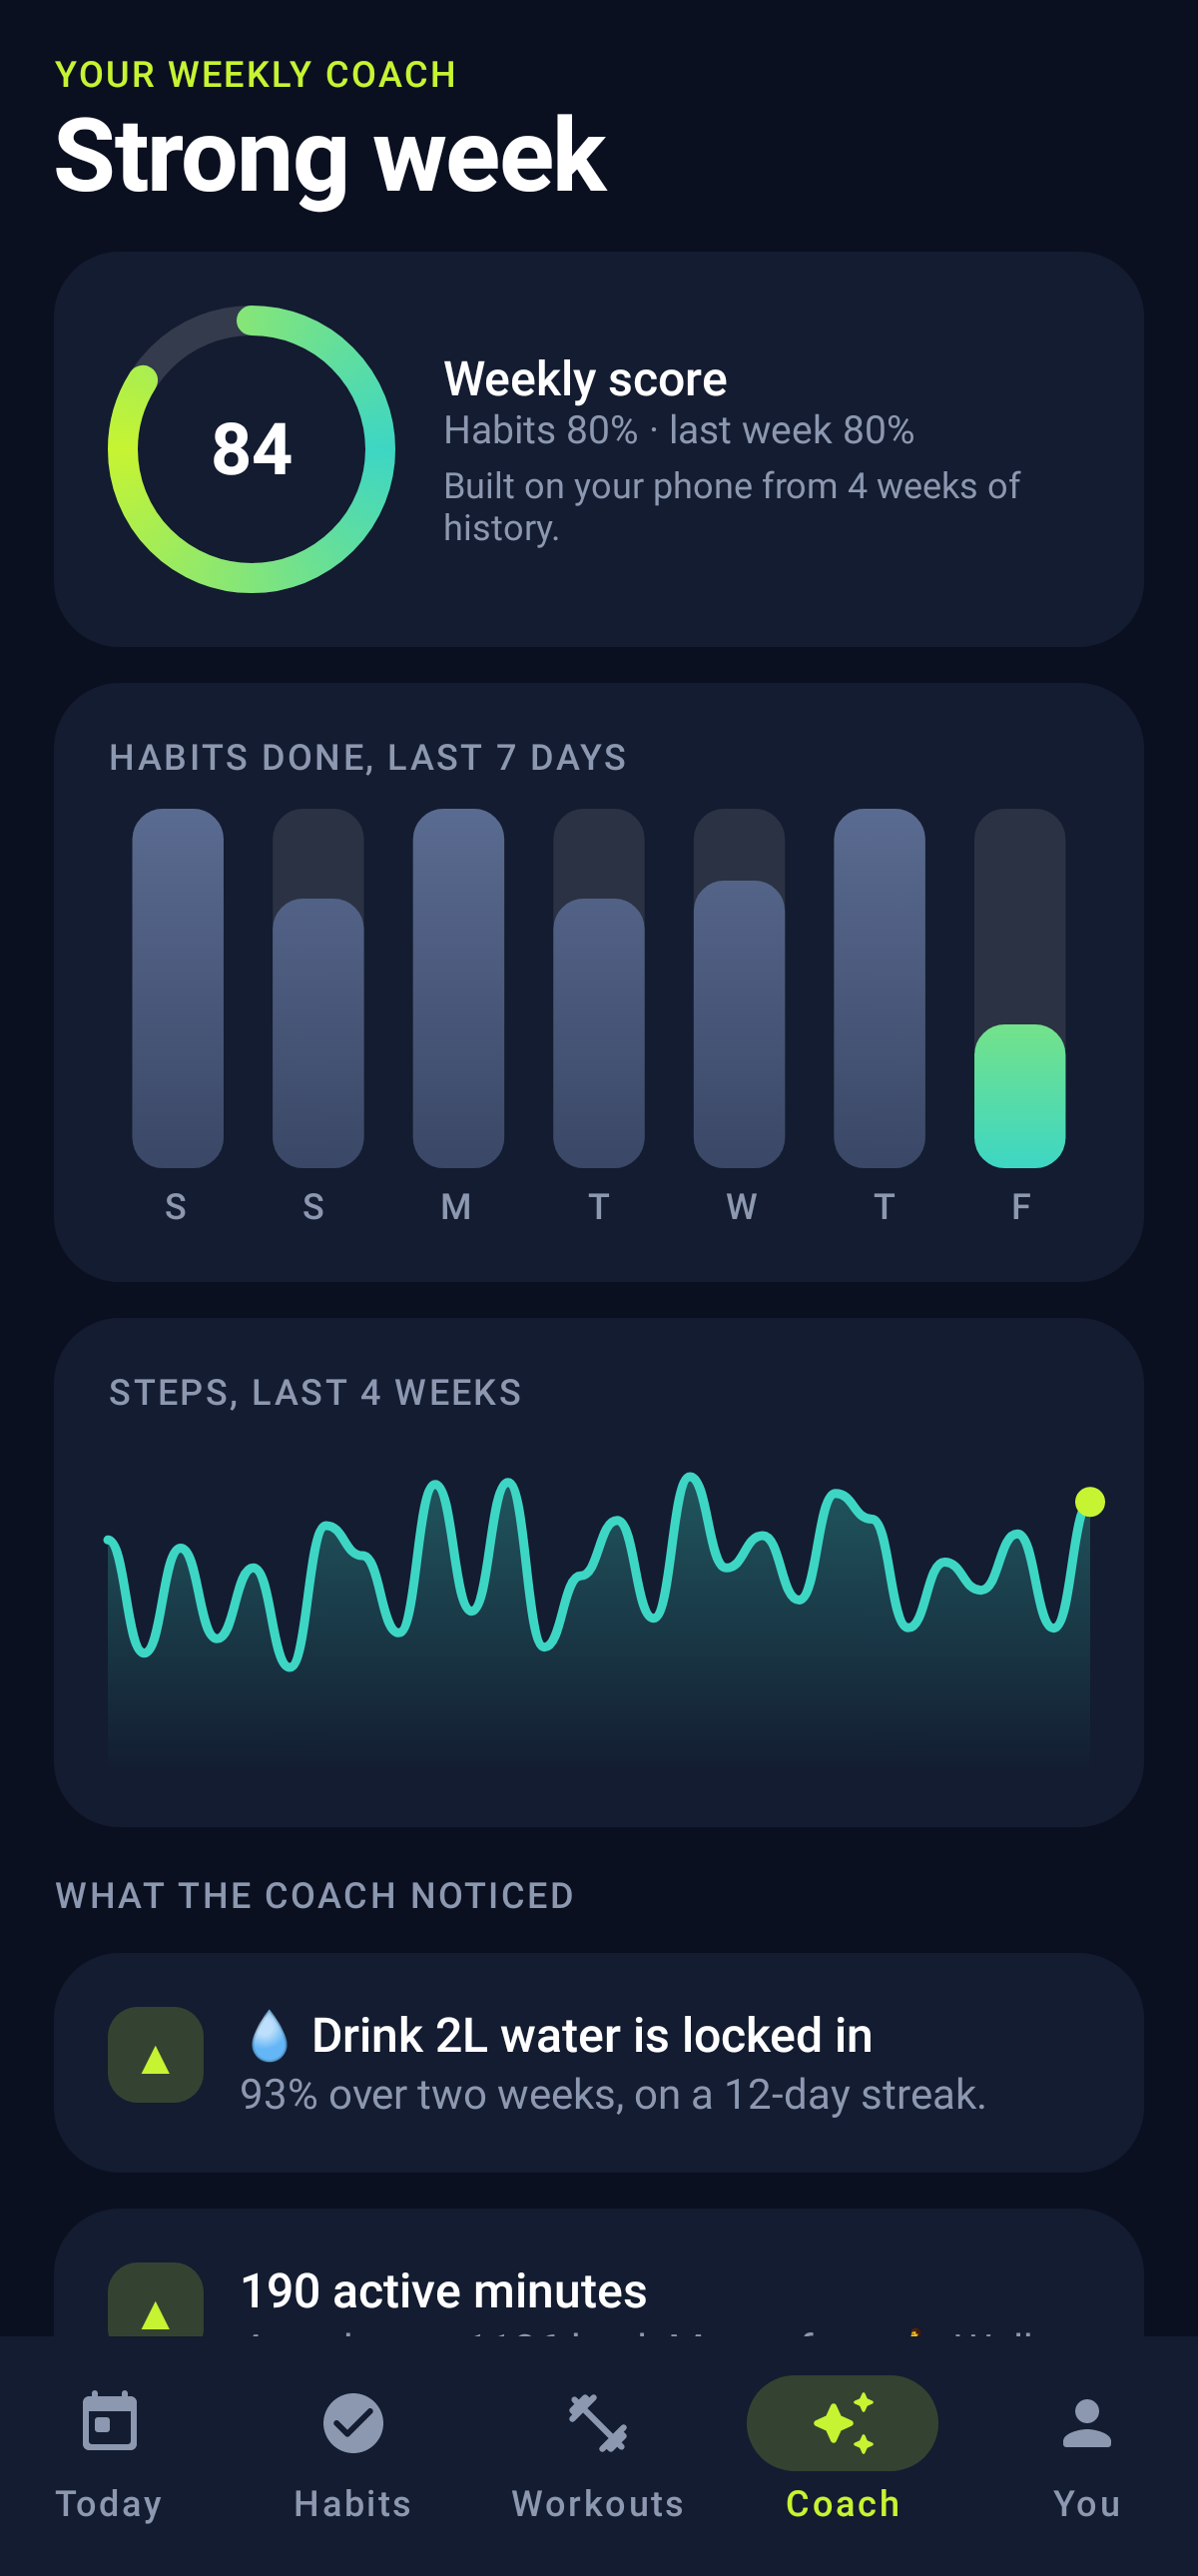 YOUR WEEKLY COACH
Strong week
84
Weekly score
Habits 80% · last week 80%
Built on your phone from 4 weeks of
history.
HABITS DONE, LAST 7 DAYS
S S M T W T F
STEPS, LAST 4 WEEKS
WHAT THE COACH NOTICED
💧 Drink 2L water is locked in
93% over two weeks, on a 12-day streak.
190 active minutes
Today Habits Workouts Coach You